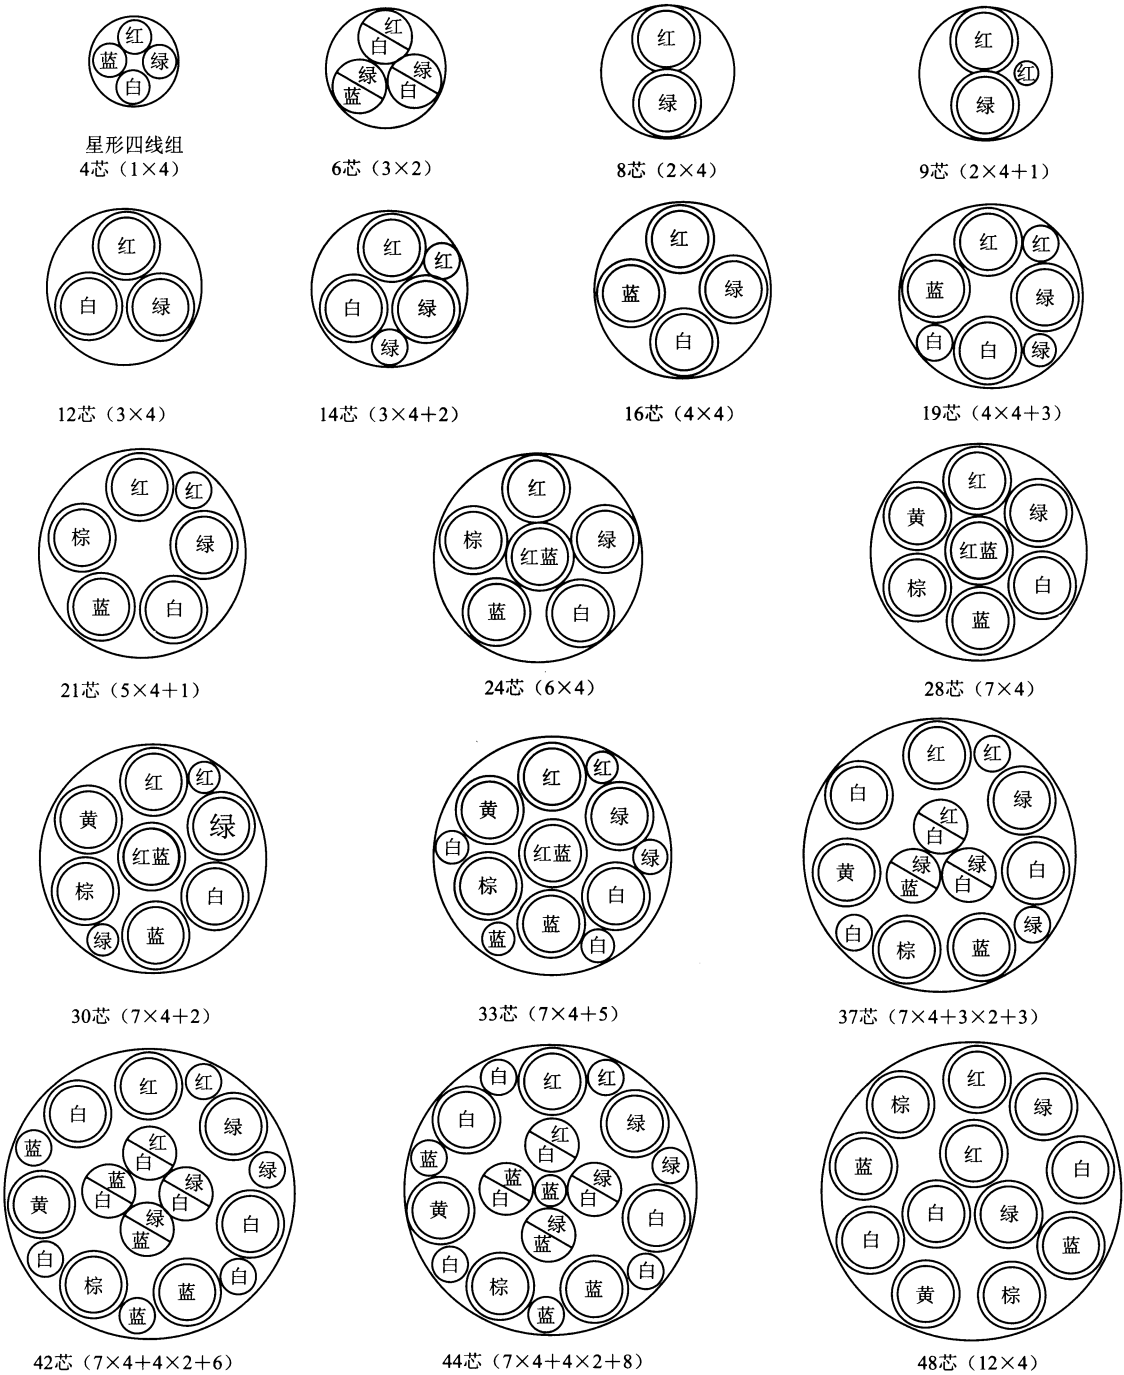 红
蓝 绿
白
星形四线组
4芯（1×4）
红
白
绿 绿
蓝 白
6芯（3×2）
红
绿
8芯（2×4）
红
红
绿
9芯（2×4+1）
红
白 绿
12芯（3×4）
红 红
白 绿
绿
14芯（3×4+2）
红
蓝 绿
白
16芯（4×4）
红 红
蓝 绿
白 白 绿
19芯（4×4+3）
红 红
棕 绿
蓝 白
21芯（5×4+1）
红
棕 绿
红蓝
蓝 白
24芯（6×4）
红
黄 绿
红蓝
棕 白
蓝
28芯（7×4）
红 红
黄 绿
红蓝
棕 白
绿 蓝
30芯（7×4+2）
红 红
黄 绿
白 红蓝 绿
棕 白
蓝 蓝 白
33芯（7×4+5）
红 红
白 绿
红
白
黄 绿 绿 白
蓝 白
白 棕 蓝 绿
37芯（7×4+3×2+3）
红 红
白 绿
蓝 红 绿
白
蓝 绿
黄 白 白 白
绿
蓝
白 棕 蓝 白
蓝
42芯（7×4+4×2+6）
白 红 红
白 绿
蓝 红 绿
白
蓝 绿
黄 白 蓝 白 白
绿
蓝
白 棕 蓝 白
蓝
44芯（7×4+4×2+8）
红
棕 绿
蓝 红 白
白 绿
白 蓝
黄 棕
48芯（12×4）